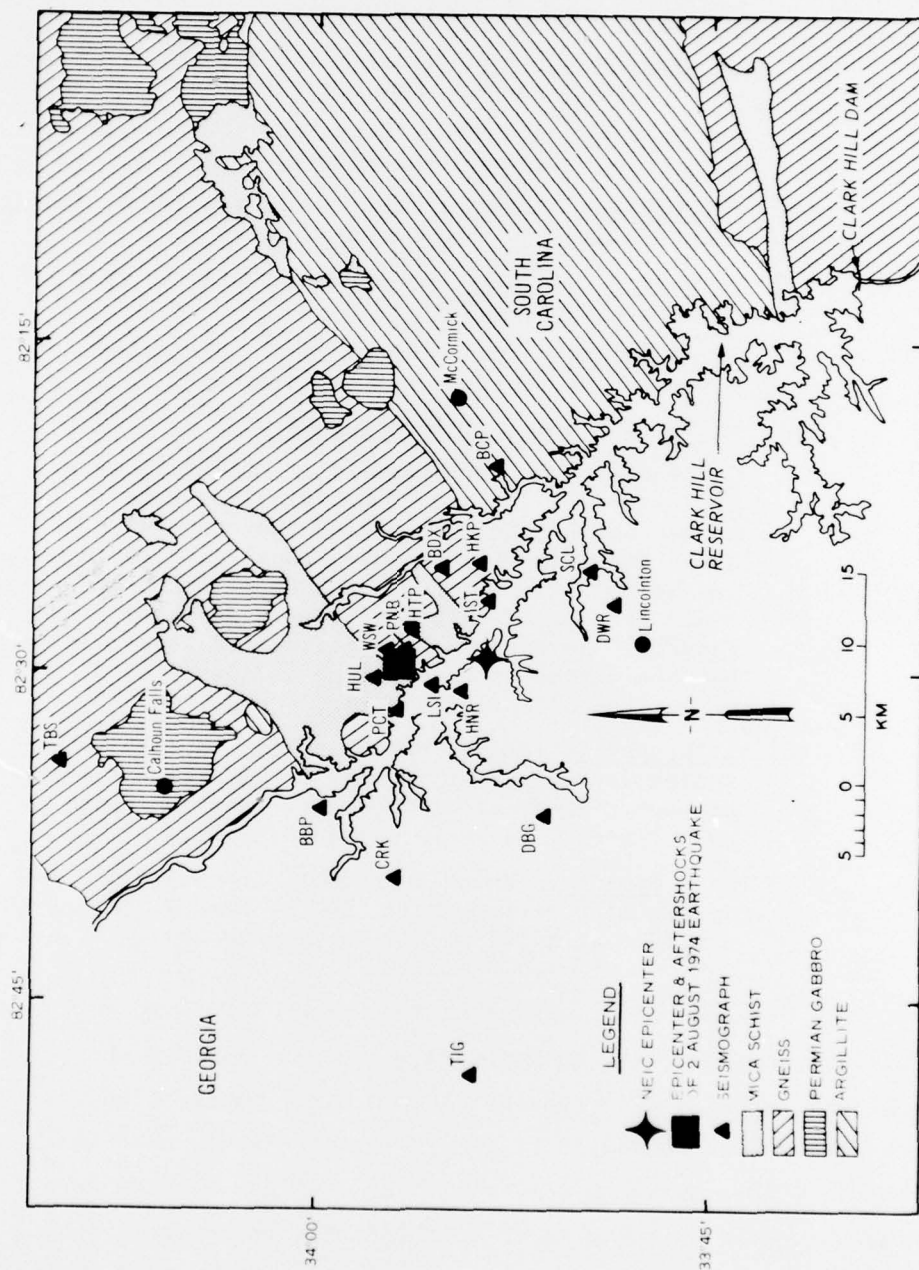 82 45'
82 30'
82 15'
34 00'
33 45'
GEORGIA
SOUTH
CAROLINA
TBS
Calhoun Falls
BBP
CRK
HUL
WSW
PNB
HTP
PCT
BDX
HKP
LSI
IST
HNR
BCP
McCormick
DBG
TIG
SGL
DWR
Lincolnton
CLARK HILL
RESERVOIR
CLARK HILL DAM
N
5 0 5 10 15
KM
LEGEND
NEIC EPICENTER
EPICENTER & AFTERSHOCKS
OF 2 AUGUST 1974 EARTHQUAKE
SEISMOGRAPH
MICA SCHIST
GNEISS
PERMIAN GABBRO
ARGILLITE